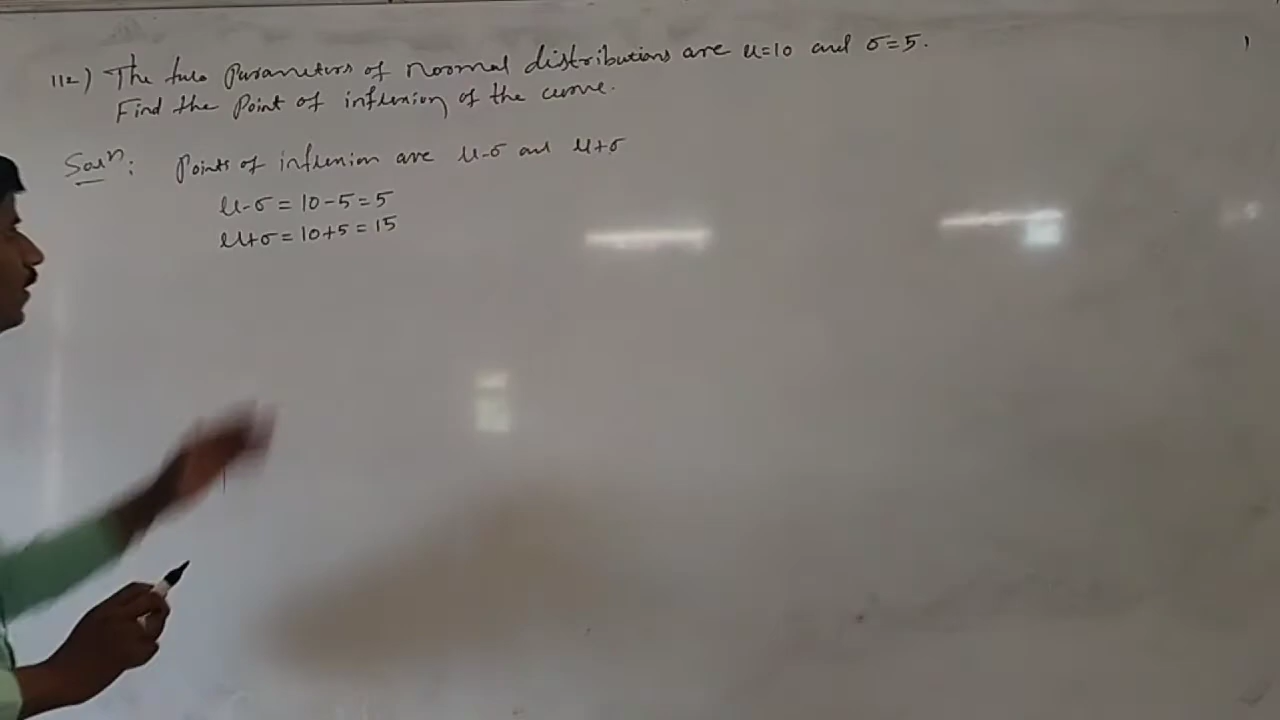 112) The two Parameters of normal distributions are μ=10 and σ=5.
Find the Point of inflexion of the curve.
Solⁿ: Points of inflexion are μ-σ and μ+σ
μ-σ = 10-5 = 5
μ+σ = 10+5 = 15